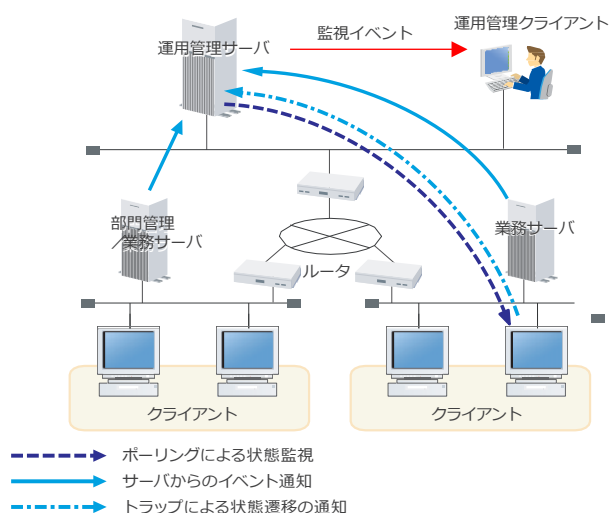 運用管理サーバ
監視イベント
運用管理クライアント
部門管理
／業務サーバ
業務サーバ
ルータ
クライアント
クライアント
ポーリングによる状態監視
サーバからのイベント通知
トラップによる状態遷移の通知